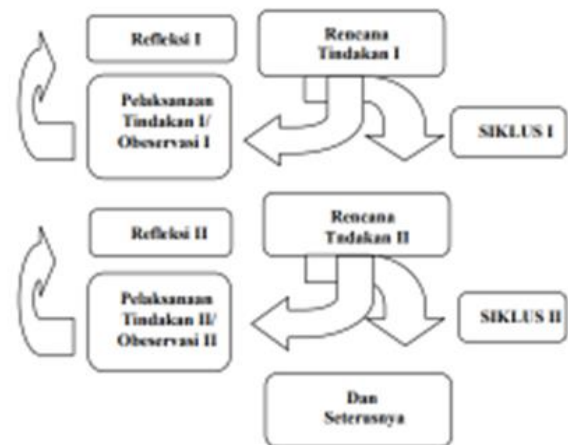 Refleksi I
Rencana
Tindakan I
Pelaksanaan
Tindakan I/
Obeservasi I
SIKLUS I
Refleksi II
Rencana
Tndakan II
Pelaksanaan
Tindakan II/
Obeservasi II
SIKLUS II
Dan
Seterusnya